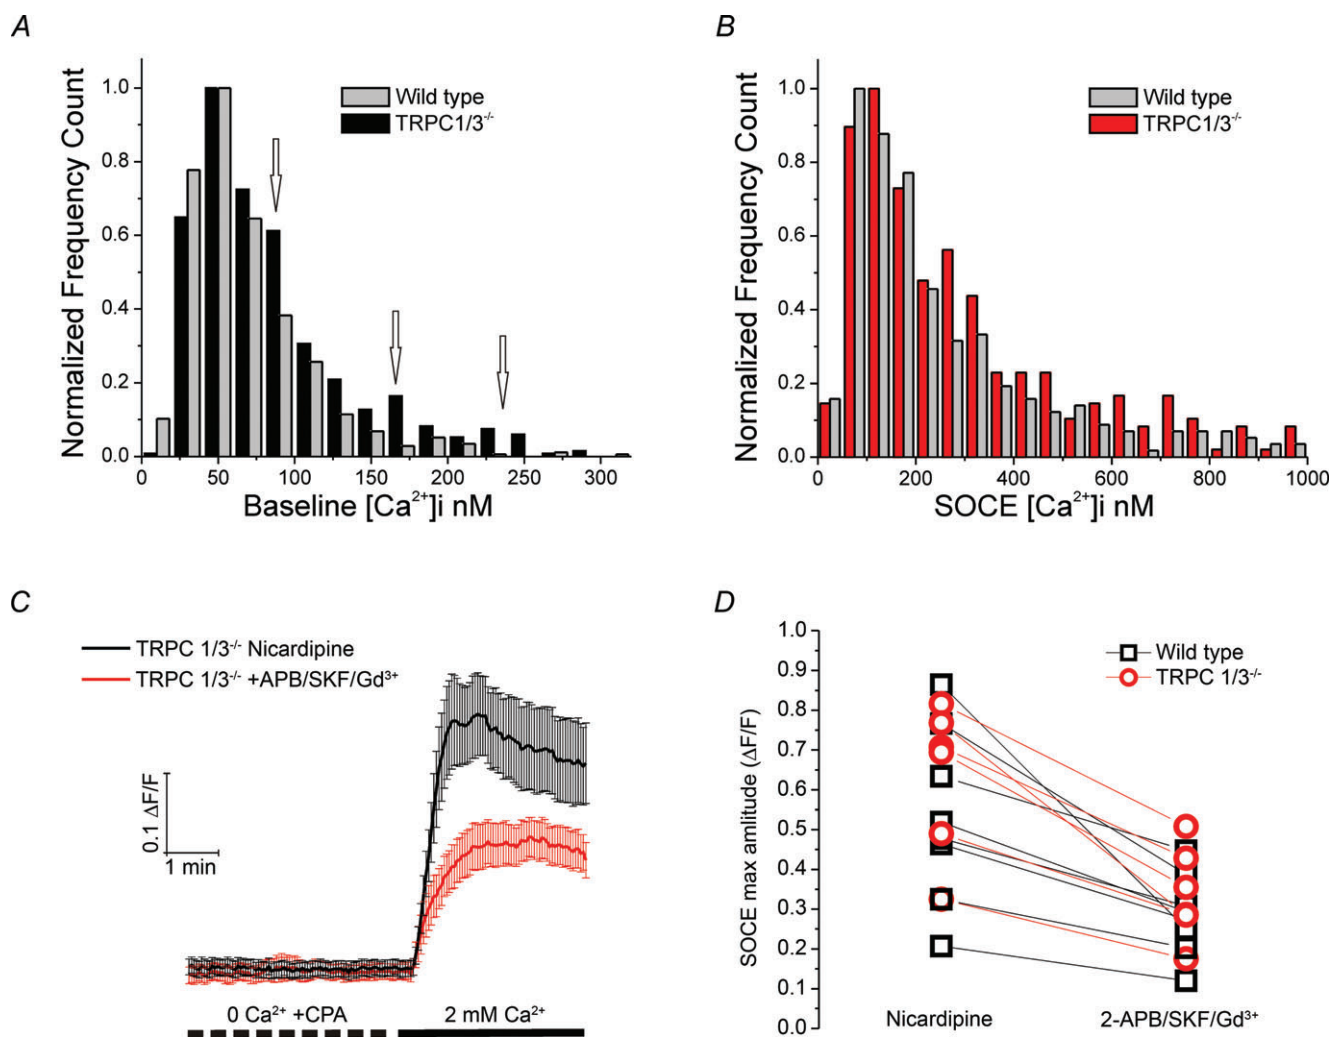 A
Normalized Frequency Count
1.0
0.8
0.6
0.4
0.2
0.0
0 50 100 150 200 250 300
Baseline [Ca²⁺]i nM
Wild type
TRPC1/3⁻/⁻
B
Normalized Frequency Count
1.0
0.8
0.6
0.4
0.2
0.0
0 200 400 600 800 1000
SOCE [Ca²⁺]i nM
Wild type
TRPC1/3⁻/⁻
C
TRPC 1/3⁻/⁻ Nicardipine
TRPC 1/3⁻/⁻ +APB/SKF/Gd³⁺
0.1 ΔF/F
1 min
0 Ca²⁺ +CPA
2 mM Ca²⁺
D
SOCE max amlitude (ΔF/F)
1.0
0.9
0.8
0.7
0.6
0.5
0.4
0.3
0.2
0.1
0.0
Wild type
TRPC 1/3⁻/⁻
Nicardipine
2-APB/SKF/Gd³⁺